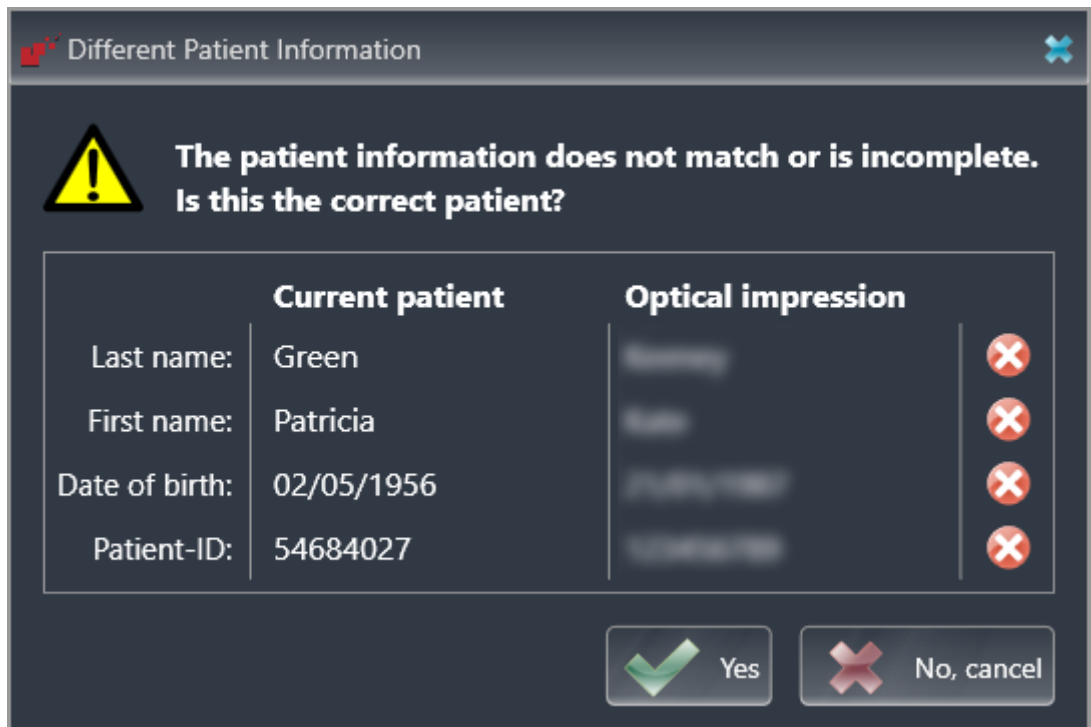 Different Patient Information
The patient information does not match or is incomplete.
Is this the correct patient?
Current patient Optical impression
Last name: Green
First name: Patricia
Date of birth: 02/05/1956
Patient-ID: 54684027
Yes No, cancel